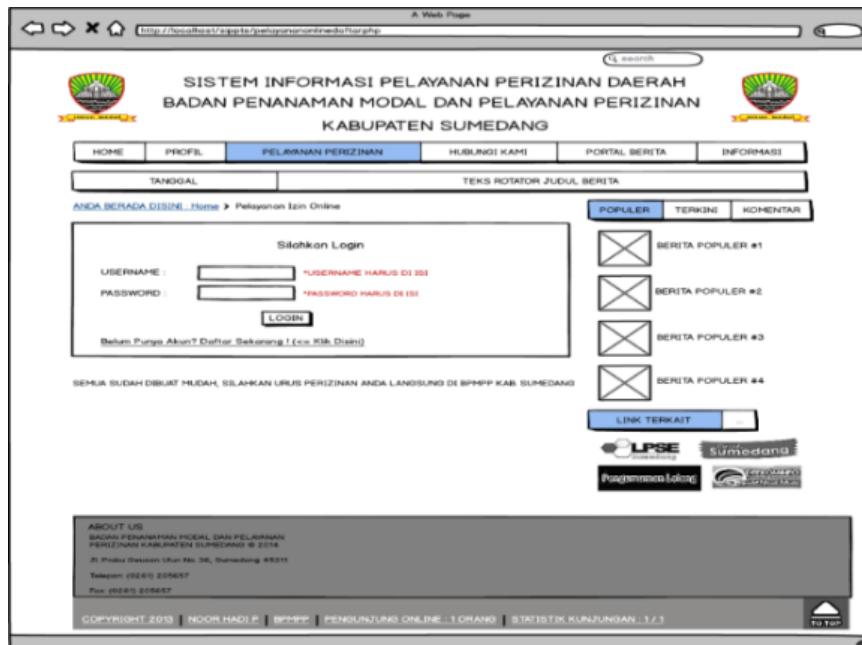 A Web Page
http://localhost/sippts/pelayananonlinedaftar.php
search
SISTEM INFORMASI PELAYANAN PERIZINAN DAERAH
BADAN PENANAMAN MODAL DAN PELAYANAN PERIZINAN
KABUPATEN SUMEDANG
HOME PROFIL PELAYANAN PERIZINAN HUBUNGI KAMI PORTAL BERITA INFORMASI
TANGGAL TEKS ROTATOR JUDUL BERITA
ANDA BERADA DISINI : Home > Pelayanan Izin Online
POPULER TERKINI KOMENTAR
Silahkan Login
USERNAME : *USERNAME HARUS DI ISI
PASSWORD : *PASSWORD HARUS DI ISI
LOGIN
Belum Punya Akun? Daftar Sekarang ! (<= Klik Disini)
BERITA POPULER #1
BERITA POPULER #2
BERITA POPULER #3
BERITA POPULER #4
SEMUA SUDAH DIBUAT MUDAH, SILAHKAN URUS PERIZINAN ANDA LANGSUNG DI BPMPP KAB. SUMEDANG
LINK TERKAIT ...
LPSE
Sumedang
Sumedang
Pengumuman Lelang
ABOUT US
BADAN PENANAMAN MODAL DAN PELAYANAN
PERIZINAN KABUPATEN SUMEDANG © 2014
Jl. Prabu Geusan Ulun No. 36, Sumedang 45311
Telepon: (0261) 205657
Fax: (0261) 205657
COPYRIGHT 2013 | NOOR HADI P | BPMPP | PENGUNJUNG ONLINE : 1 ORANG | STATISTIK KUNJUNGAN : 1 / 1
TO TOP